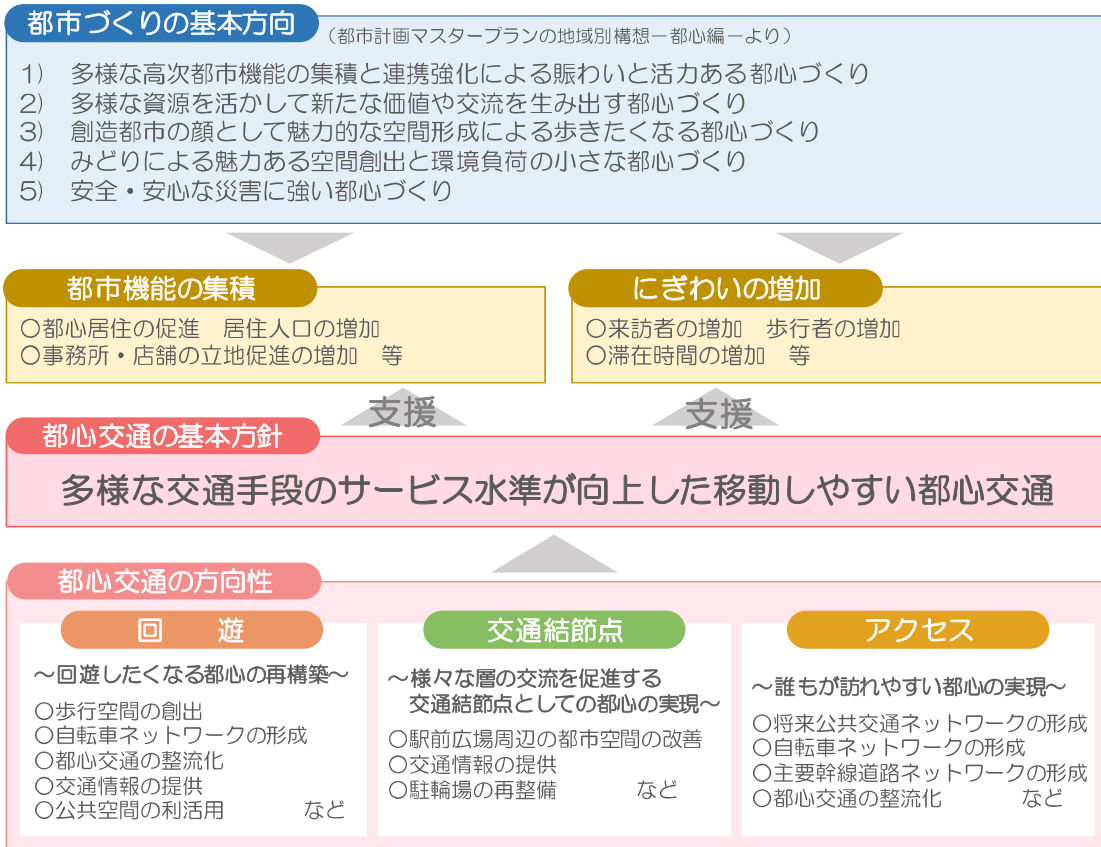 都市づくりの基本方向
（都市計画マスタープランの地域別構想－都心編－より）
1)　多様な高次都市機能の集積と連携強化による賑わいと活力ある都心づくり
2)　多様な資源を活かして新たな価値や交流を生み出す都心づくり
3)　創造都市の顔として魅力的な空間形成による歩きたくなる都心づくり
4)　みどりによる魅力ある空間創出と環境負荷の小さな都心づくり
5)　安全・安心な災害に強い都心づくり
都市機能の集積
○都心居住の促進　居住人口の増加
○事務所・店舗の立地促進の増加　等
にぎわいの増加
○来訪者の増加　歩行者の増加
○滞在時間の増加　等
支援
支援
都心交通の基本方針
多様な交通手段のサービス水準が向上した移動しやすい都心交通
都心交通の方向性
回　遊
～回遊したくなる都心の再構築～
○歩行空間の創出
○自転車ネットワークの形成
○都心交通の整流化
○交通情報の提供
○公共空間の利活用　など
交通結節点
～様々な層の交流を促進する
交通結節点としての都心の実現～
○駅前広場周辺の都市空間の改善
○交通情報の提供
○駐輪場の再整備　など
アクセス
～誰もが訪れやすい都心の実現～
○将来公共交通ネットワークの形成
○自転車ネットワークの形成
○主要幹線道路ネットワークの形成
○都心交通の整流化　など